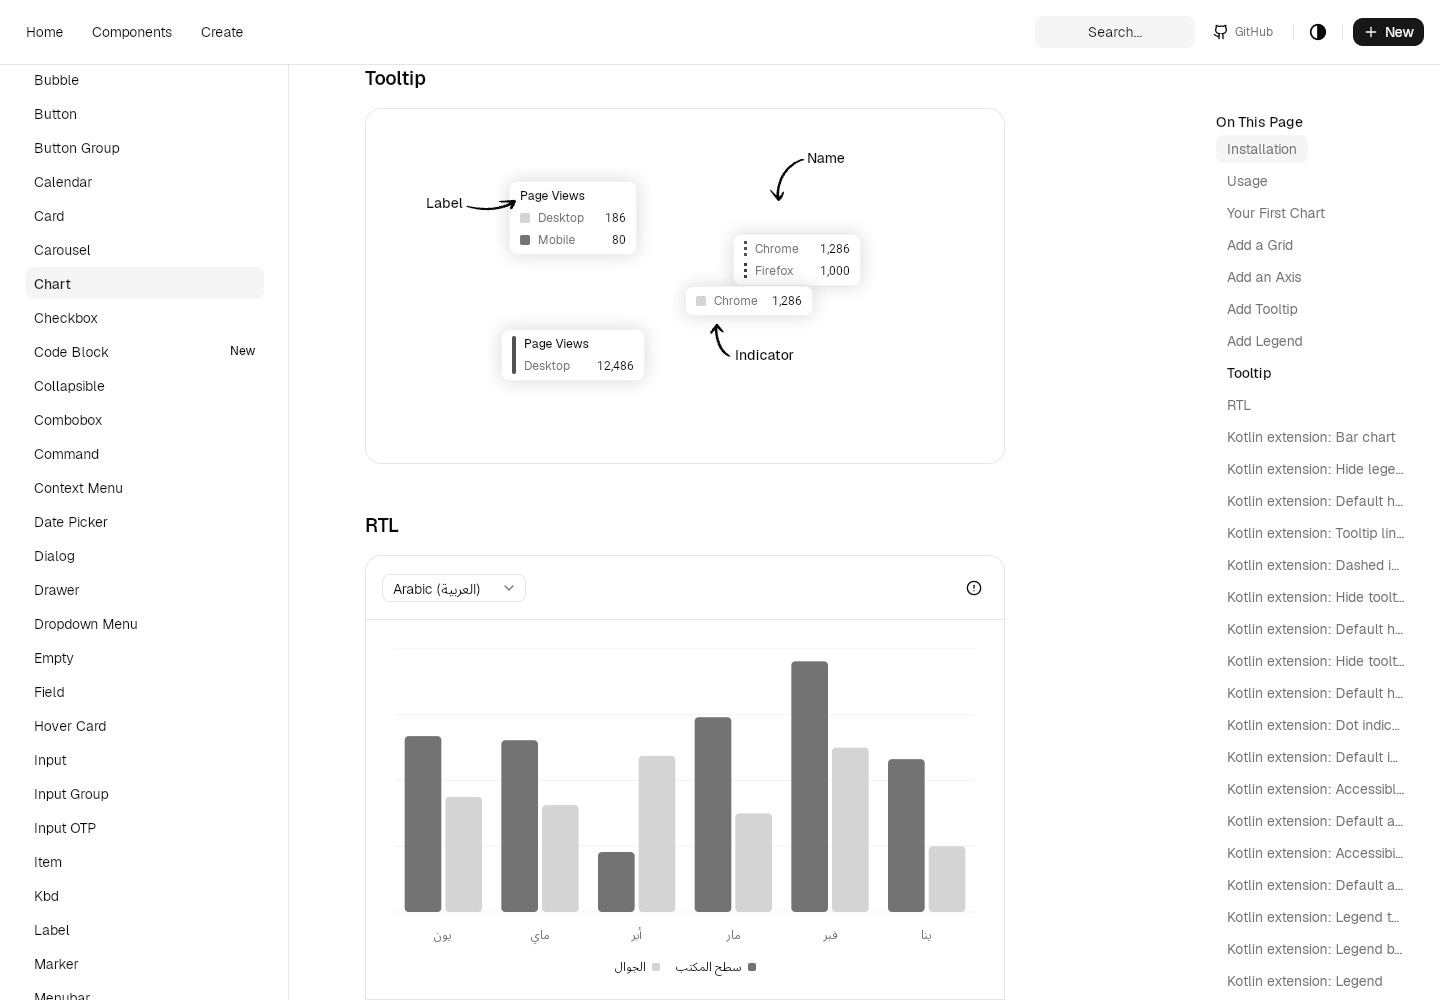 Home
Components
Create
Search...
GitHub
New
Bubble
Button
Button Group
Calendar
Card
Carousel
Chart
Checkbox
Code Block
New
Collapsible
Combobox
Command
Context Menu
Date Picker
Dialog
Drawer
Dropdown Menu
Empty
Field
Hover Card
Input
Input Group
Input OTP
Item
Kbd
Label
Marker
Menubar
Tooltip
Label
Page Views
Desktop 186
Mobile 80
Name
Chrome 1,286
Firefox 1,000
Chrome 1,286
Indicator
Page Views
Desktop 12,486
RTL
Arabic (العربية)
يون
ماي
أبر
مار
فبر
ينا
سطح المكتب
الجوال
On This Page
Installation
Usage
Your First Chart
Add a Grid
Add an Axis
Add Tooltip
Add Legend
Tooltip
RTL
Kotlin extension: Bar chart
Kotlin extension: Hide lege...
Kotlin extension: Default h...
Kotlin extension: Tooltip lin...
Kotlin extension: Dashed i...
Kotlin extension: Hide toolt...
Kotlin extension: Default h...
Kotlin extension: Hide toolt...
Kotlin extension: Default h...
Kotlin extension: Dot indic...
Kotlin extension: Default i...
Kotlin extension: Accessibl...
Kotlin extension: Default a...
Kotlin extension: Accessibi...
Kotlin extension: Default a...
Kotlin extension: Legend t...
Kotlin extension: Legend b...
Kotlin extension: Legend